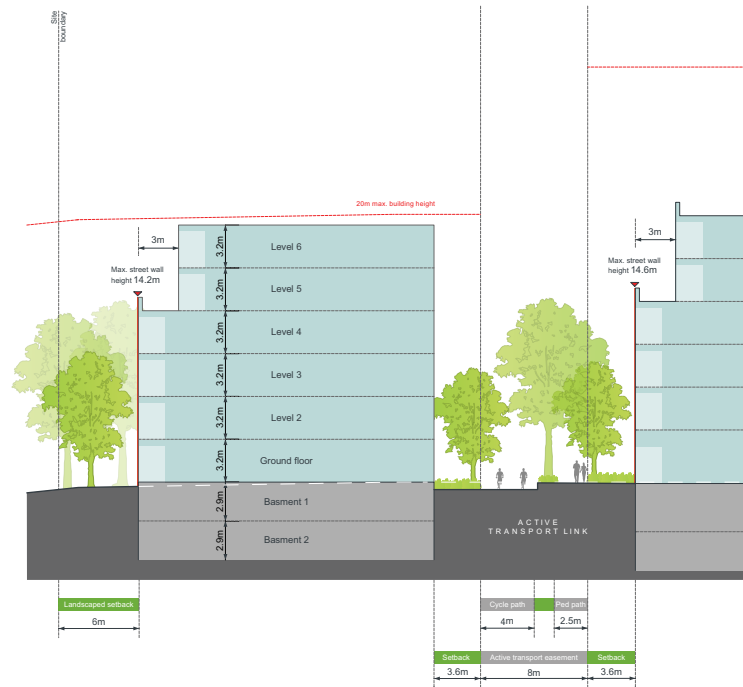 Site
boundary
20m max. building height
3m
3m
Max. street wall
height 14.2m
Max. street wall
height 14.6m
3.2m
Level 6
3.2m
Level 5
3.2m
Level 4
3.2m
Level 3
3.2m
Level 2
3.2m
Ground floor
2.9m
Basment 1
2.9m
Basment 2
ACTIVE
TRANSPORT LINK
Landscaped setback
6m
Cycle path
Ped path
4m
2.5m
Setback
Active transport easement
Setback
3.6m
8m
3.6m